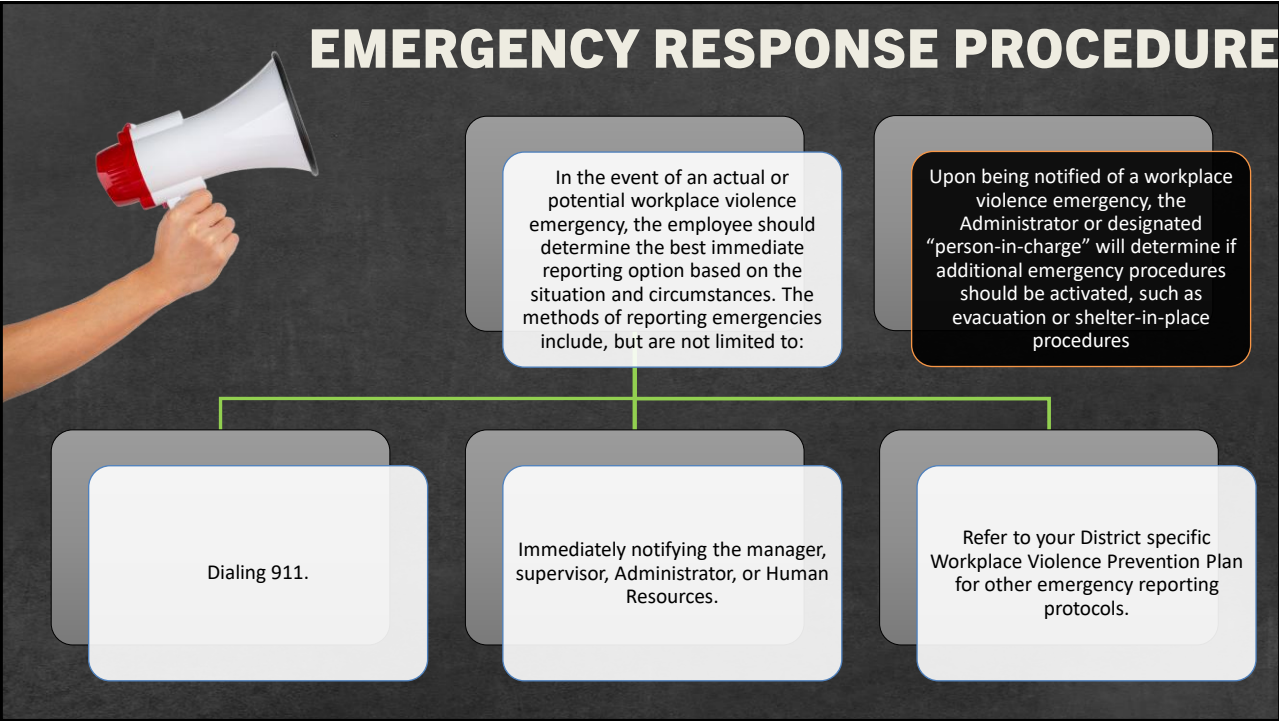 EMERGENCY RESPONSE PROCEDURE
In the event of an actual or
potential workplace violence
emergency, the employee should
determine the best immediate
reporting option based on the
situation and circumstances. The
methods of reporting emergencies
include, but are not limited to:
Upon being notified of a workplace
violence emergency, the
Administrator or designated
“person-in-charge” will determine if
additional emergency procedures
should be activated, such as
evacuation or shelter-in-place
procedures
Dialing 911.
Immediately notifying the manager,
supervisor, Administrator, or Human
Resources.
Refer to your District specific
Workplace Violence Prevention Plan
for other emergency reporting
protocols.